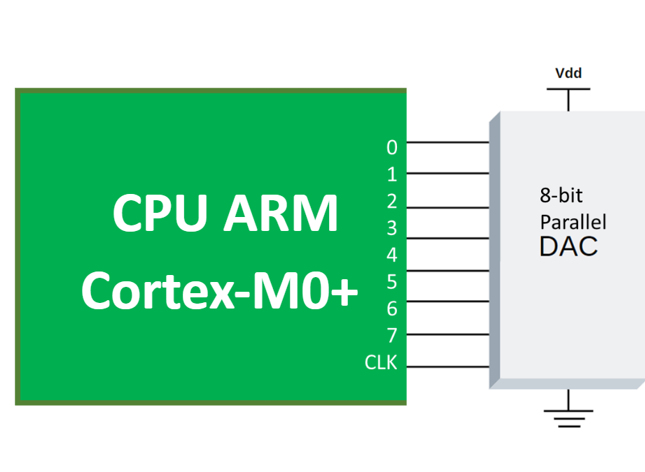 Vdd
CPU ARM
Cortex-M0+
0
1
2
3
4
5
6
7
CLK
8-bit
Parallel
DAC